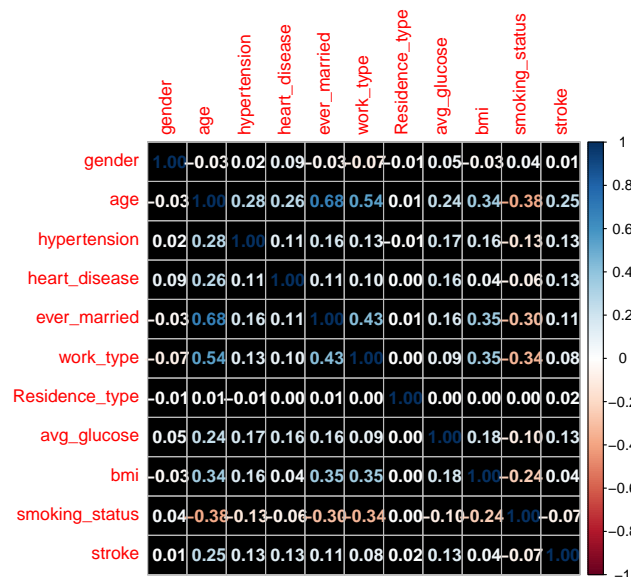 gender age hypertension heart_disease ever_married work_type Residence_type avg_glucose bmi smoking_status stroke
gender 1.00 −0.03 0.02 0.09 −0.03 −0.07 −0.01 0.05 −0.03 0.04 0.01
age −0.03 1.00 0.28 0.26 0.68 0.54 0.01 0.24 0.34 −0.38 0.25
hypertension 0.02 0.28 1.00 0.11 0.16 0.13 −0.01 0.17 0.16 −0.13 0.13
heart_disease 0.09 0.26 0.11 1.00 0.11 0.10 0.00 0.16 0.04 −0.06 0.13
ever_married −0.03 0.68 0.16 0.11 1.00 0.43 0.01 0.16 0.35 −0.30 0.11
work_type −0.07 0.54 0.13 0.10 0.43 1.00 0.00 0.09 0.35 −0.34 0.08
Residence_type −0.01 0.01 −0.01 0.00 0.01 0.00 1.00 0.00 0.00 0.00 0.02
avg_glucose 0.05 0.24 0.17 0.16 0.16 0.09 0.00 1.00 0.18 −0.10 0.13
bmi −0.03 0.34 0.16 0.04 0.35 0.35 0.00 0.18 1.00 −0.24 0.04
smoking_status 0.04 −0.38 −0.13 −0.06 −0.30 −0.34 0.00 −0.10 −0.24 1.00 −0.07
stroke 0.01 0.25 0.13 0.13 0.11 0.08 0.02 0.13 0.04 −0.07 1.00
1
0.8
0.6
0.4
0.2
0
−0.2
−0.4
−0.6
−0.8
−1